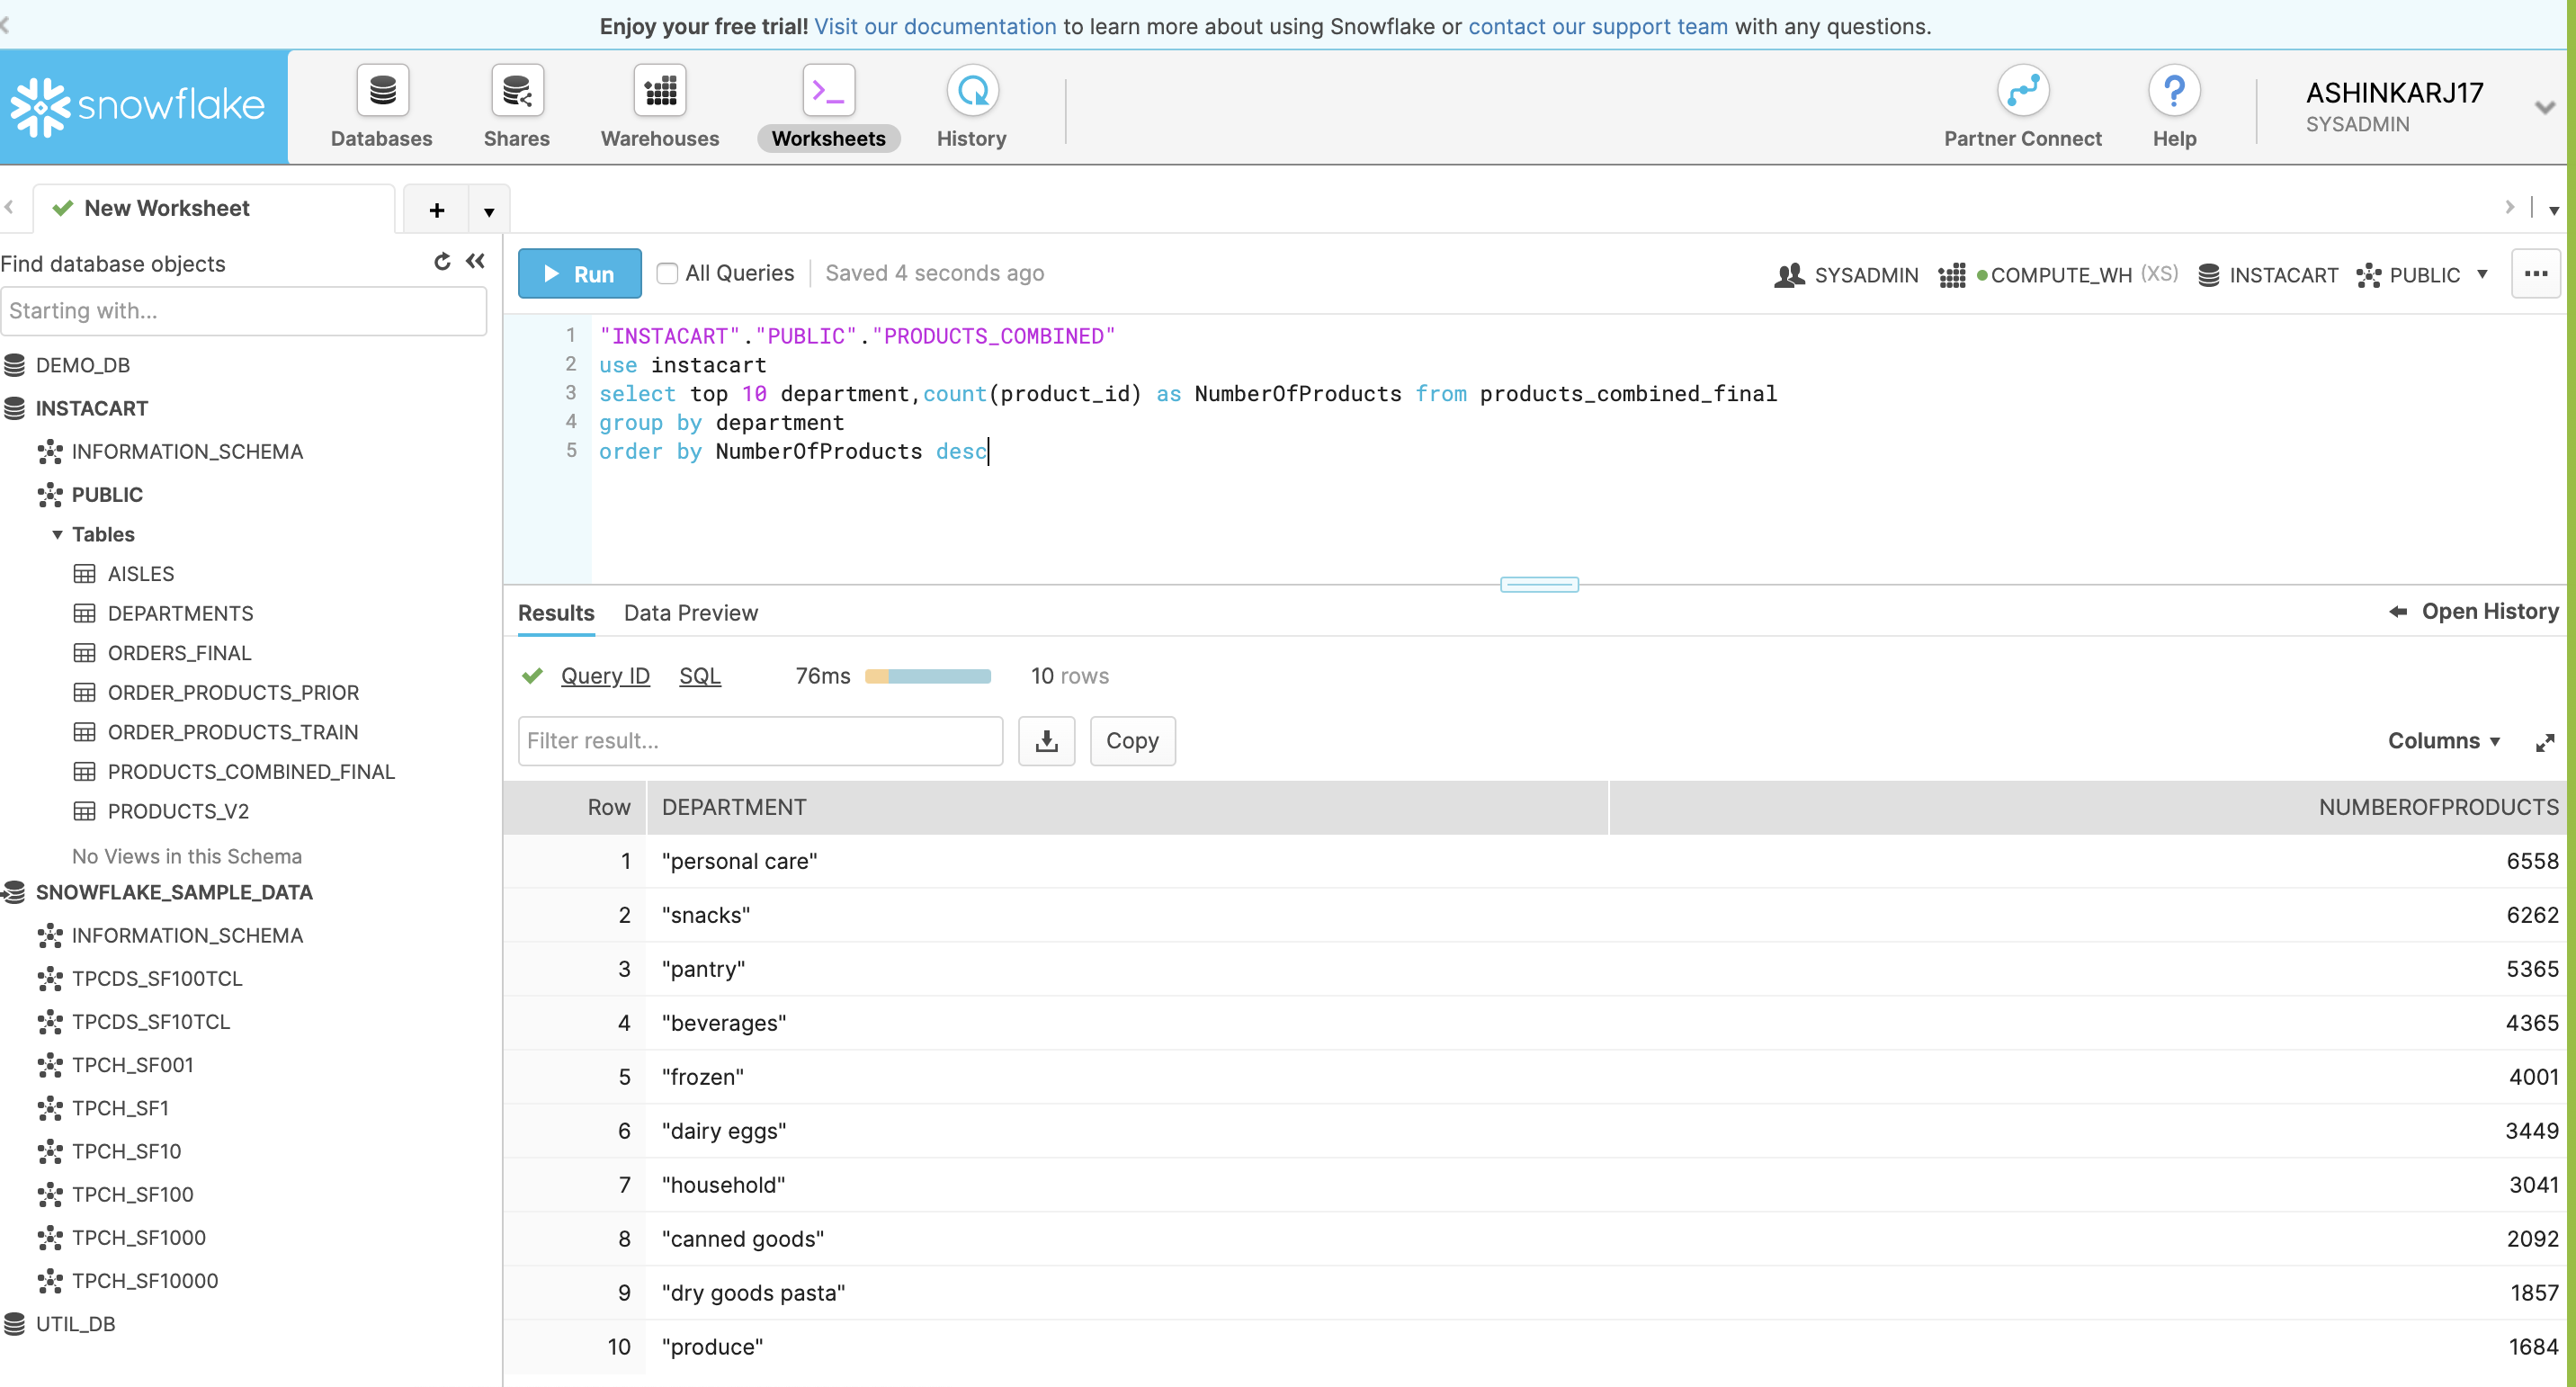 Enjoy your free trial! Visit our documentation to learn more about using Snowflake or contact our support team with any questions.
snowflake
Databases
Shares
Warehouses
Worksheets
History
Partner Connect
Help
ASHINKARJ17
SYSADMIN
New Worksheet
Find database objects
Starting with...
DEMO_DB
INSTACART
INFORMATION_SCHEMA
PUBLIC
Tables
AISLES
DEPARTMENTS
ORDERS_FINAL
ORDER_PRODUCTS_PRIOR
ORDER_PRODUCTS_TRAIN
PRODUCTS_COMBINED_FINAL
PRODUCTS_V2
No Views in this Schema
SNOWFLAKE_SAMPLE_DATA
INFORMATION_SCHEMA
TPCDS_SF100TCL
TPCDS_SF10TCL
TPCH_SF001
TPCH_SF1
TPCH_SF10
TPCH_SF100
TPCH_SF1000
TPCH_SF10000
UTIL_DB
Run All Queries Saved 4 seconds ago SYSADMIN COMPUTE_WH (XS) INSTACART PUBLIC
1 "INSTACART"."PUBLIC"."PRODUCTS_COMBINED"
2 use instacart
3 select top 10 department,count(product_id) as NumberOfProducts from products_combined_final
4 group by department
5 order by NumberOfProducts desc
Results Data Preview Open History
Query ID SQL 76ms 10 rows
Filter result... Copy Columns
Row DEPARTMENT NUMBEROFPRODUCTS
1 "personal care" 6558
2 "snacks" 6262
3 "pantry" 5365
4 "beverages" 4365
5 "frozen" 4001
6 "dairy eggs" 3449
7 "household" 3041
8 "canned goods" 2092
9 "dry goods pasta" 1857
10 "produce" 1684